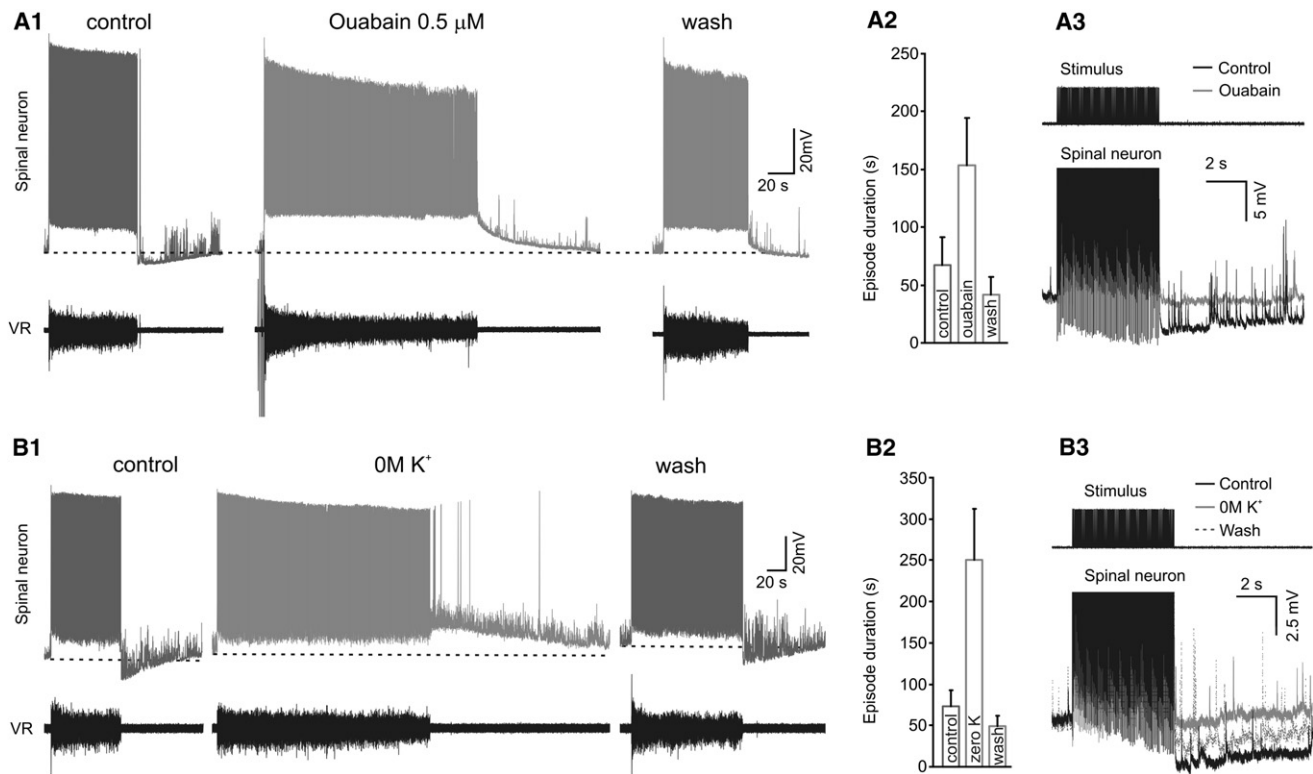 A1
control
Ouabain 0.5 μM
wash
Spinal neuron
20 s
20mV
VR
A2
Episode duration (s)
250
200
150
100
50
0
control
ouabain
wash
A3
Stimulus
Control
Ouabain
Spinal neuron
2 s
5 mV
B1
control
0M K⁺
wash
Spinal neuron
20 s
20mV
VR
B2
Episode duration (s)
350
300
250
200
150
100
50
0
control
zero K
wash
B3
Stimulus
Control
0M K⁺
Wash
Spinal neuron
2 s
2.5 mV